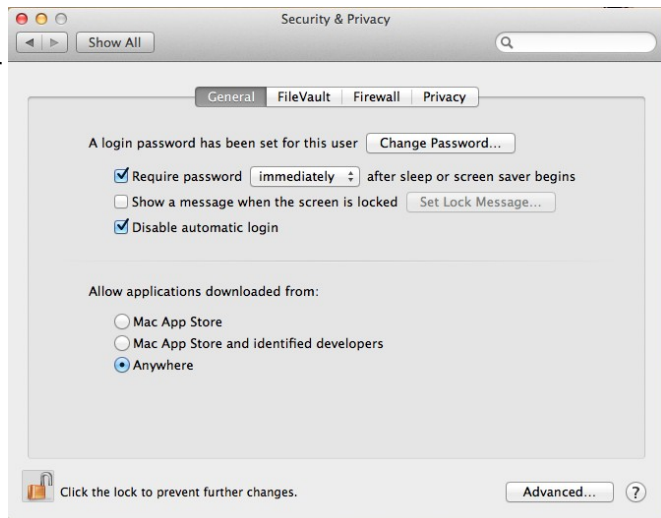 Security & Privacy
Show All
General FileVault Firewall Privacy
A login password has been set for this user Change Password...
Require password immediately after sleep or screen saver begins
Show a message when the screen is locked Set Lock Message...
Disable automatic login
Allow applications downloaded from:
Mac App Store
Mac App Store and identified developers
Anywhere
Click the lock to prevent further changes. Advanced... ?